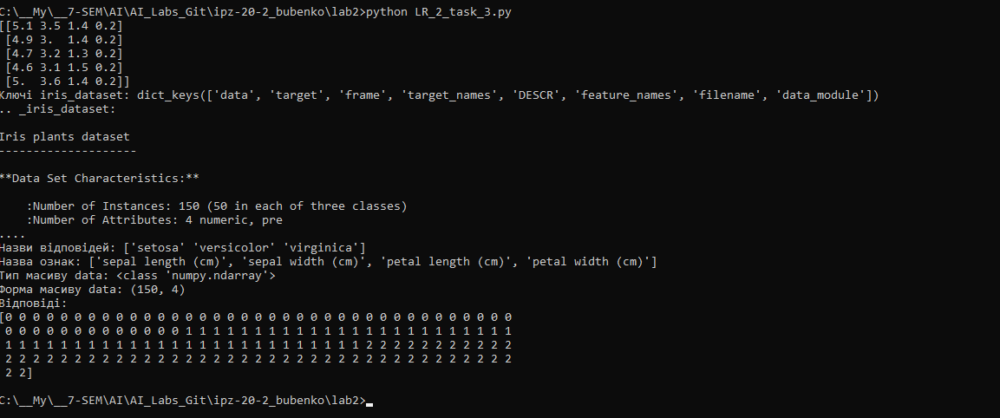 C:\__My\__7-SEM\AI\AI_Labs_Git\ipz-20-2_bubenko\lab2>python LR_2_task_3.py
[[5.1 3.5 1.4 0.2]
 [4.9 3.  1.4 0.2]
 [4.7 3.2 1.3 0.2]
 [4.6 3.1 1.5 0.2]
 [5.  3.6 1.4 0.2]]
Ключі iris_dataset: dict_keys(['data', 'target', 'frame', 'target_names', 'DESCR', 'feature_names', 'filename', 'data_module'])
.. _iris_dataset:

Iris plants dataset
--------------------

**Data Set Characteristics:**

    :Number of Instances: 150 (50 in each of three classes)
    :Number of Attributes: 4 numeric, pre
....
Назви відповідей: ['setosa' 'versicolor' 'virginica']
Назва ознак: ['sepal length (cm)', 'sepal width (cm)', 'petal length (cm)', 'petal width (cm)']
Тип масиву data: <class 'numpy.ndarray'>
Форма масиву data: (150, 4)
Відповіді:
[0 0 0 0 0 0 0 0 0 0 0 0 0 0 0 0 0 0 0 0 0 0 0 0 0 0 0 0 0 0 0 0 0 0 0 0 0
 0 0 0 0 0 0 0 0 0 0 0 0 0 1 1 1 1 1 1 1 1 1 1 1 1 1 1 1 1 1 1 1 1 1 1 1 1
 1 1 1 1 1 1 1 1 1 1 1 1 1 1 1 1 1 1 1 1 1 1 1 1 1 1 2 2 2 2 2 2 2 2 2 2 2
 2 2 2 2 2 2 2 2 2 2 2 2 2 2 2 2 2 2 2 2 2 2 2 2 2 2 2 2 2 2 2 2 2 2 2 2 2
 2 2]

C:\__My\__7-SEM\AI\AI_Labs_Git\ipz-20-2_bubenko\lab2>